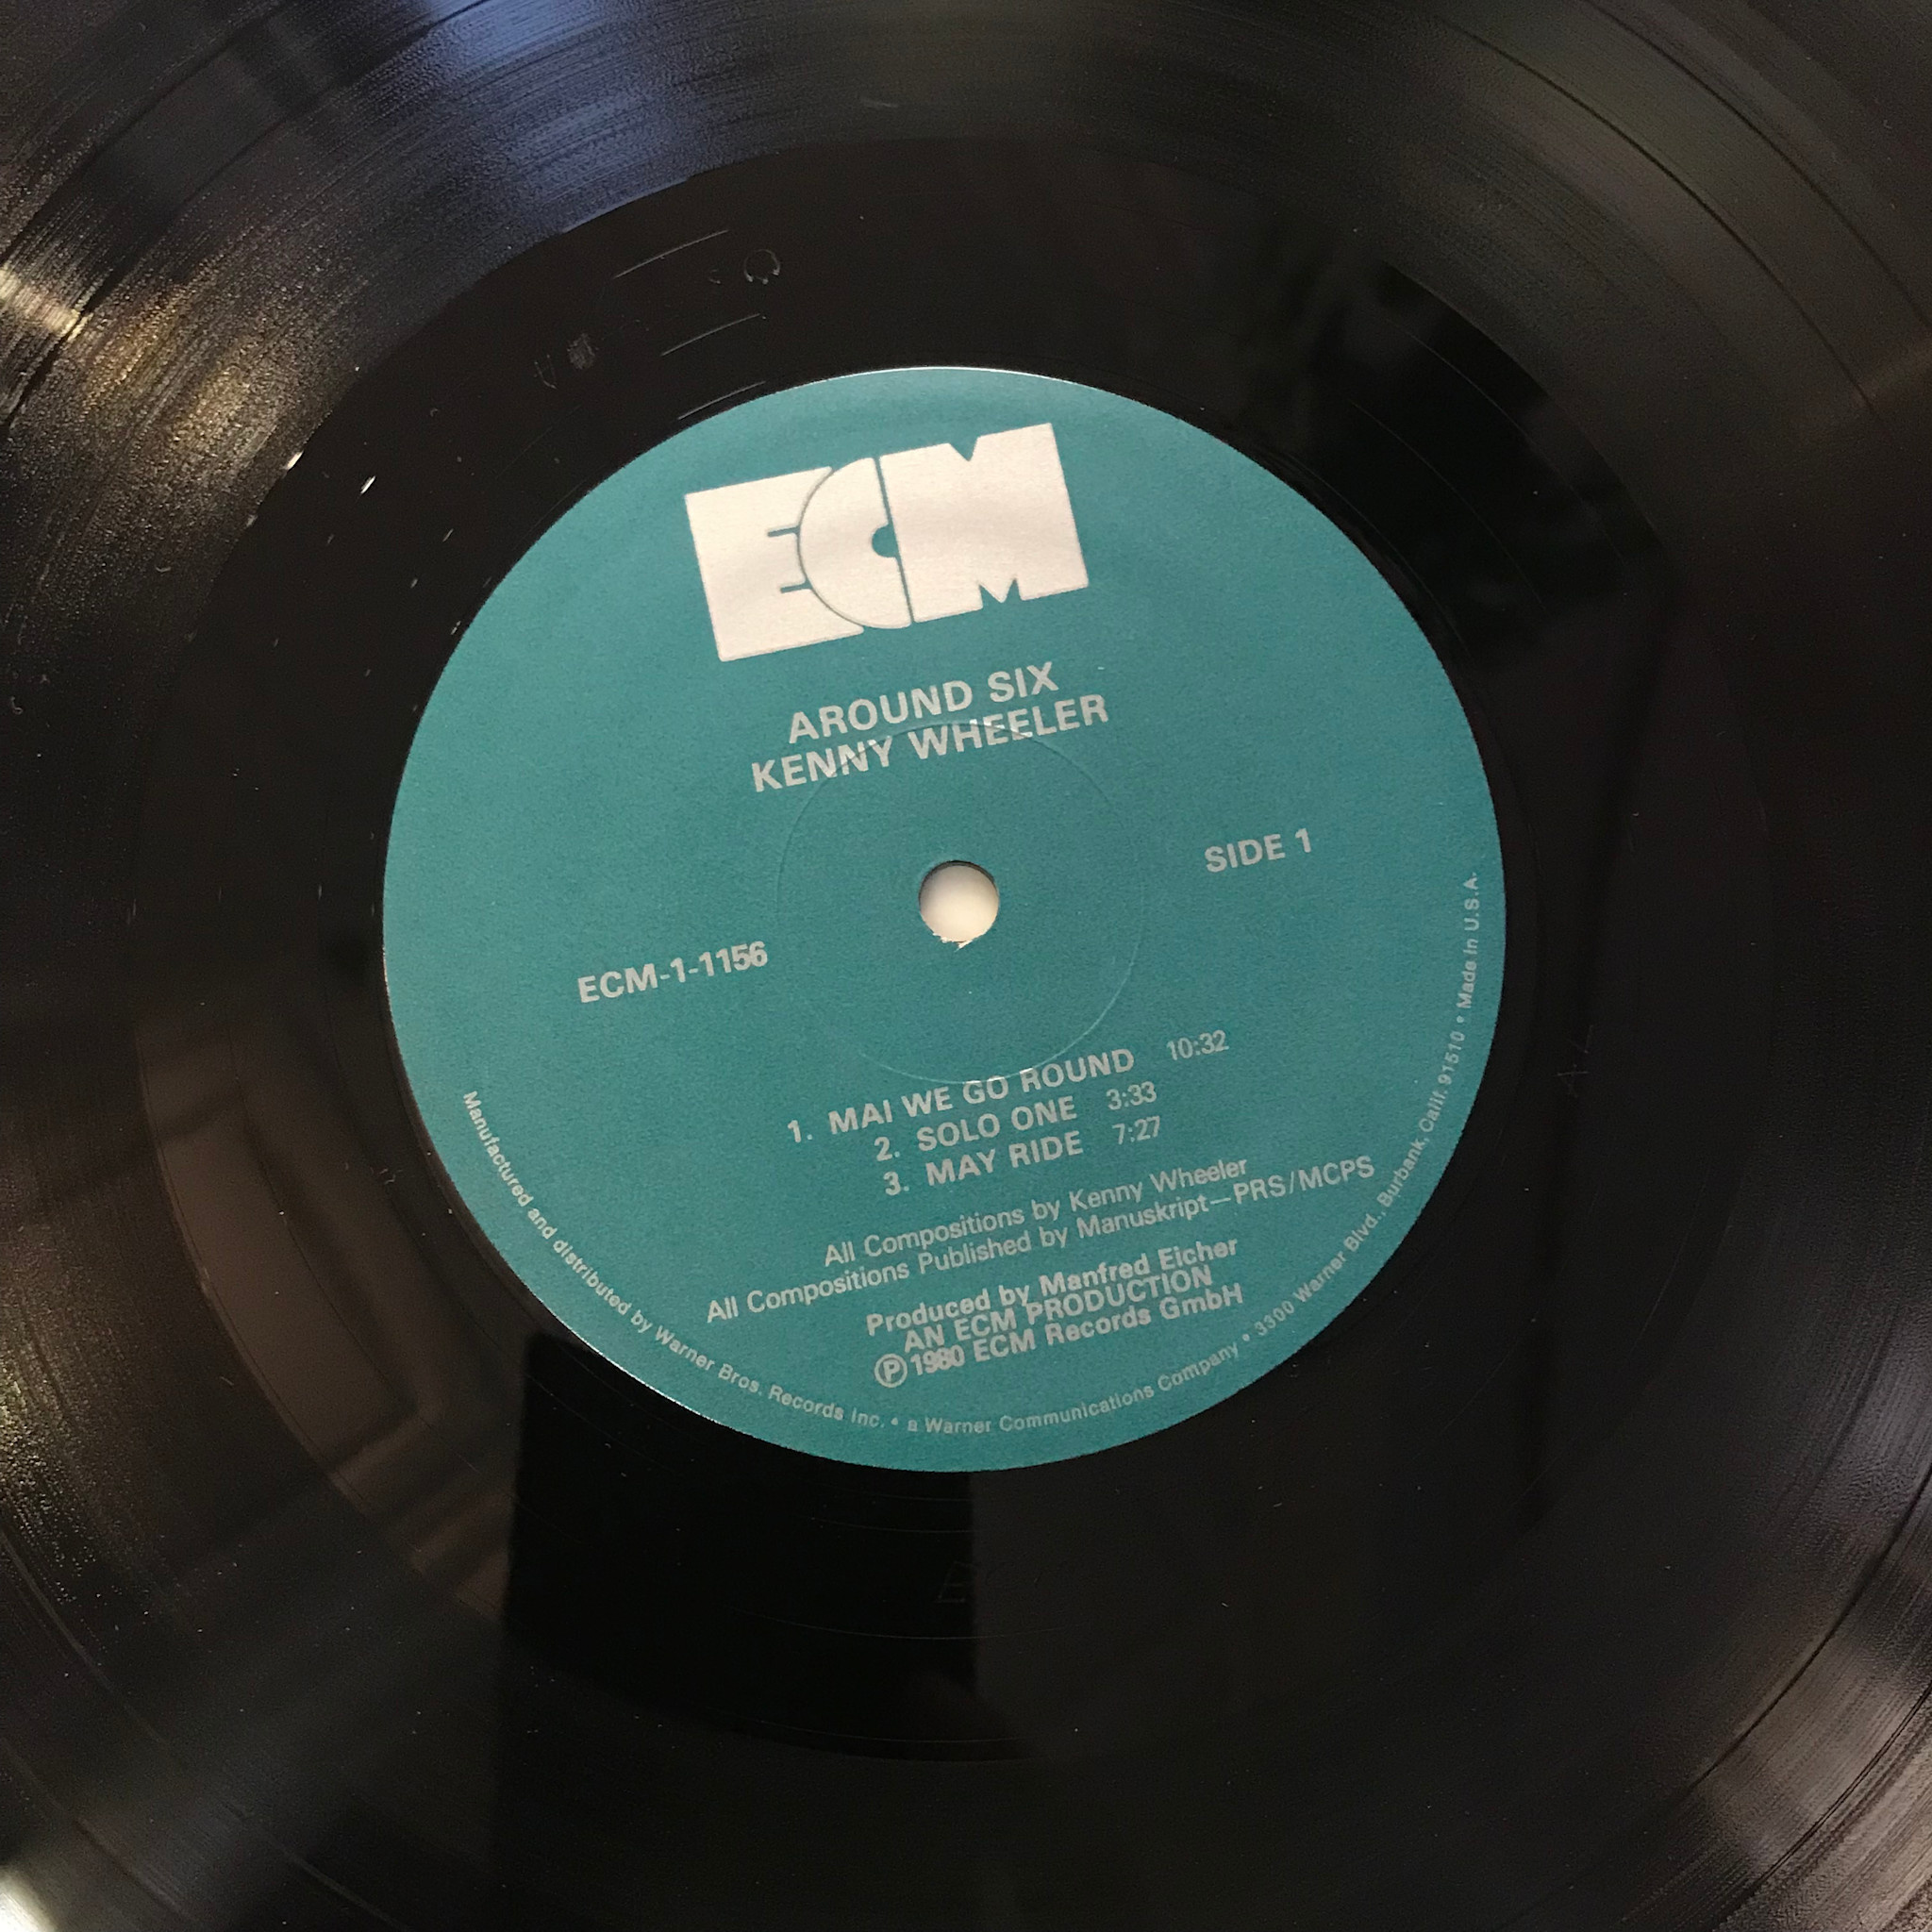 ECM
AROUND SIX
KENNY WHEELER
SIDE 1
ECM-1-1156
1. MAI WE GO ROUND 10:32
2. SOLO ONE 3:33
3. MAY RIDE 7:27
All Compositions by Kenny Wheeler
All Compositions Published by Manuskript—PRS/MCPS
Produced by Manfred Eicher
AN ECM PRODUCTION
℗ 1980 ECM Records GmbH
Manufactured and distributed by Warner Bros. Records Inc. • a Warner Communications Company • 3300 Warner Blvd., Burbank, Calif. 91510 • Made in U.S.A.